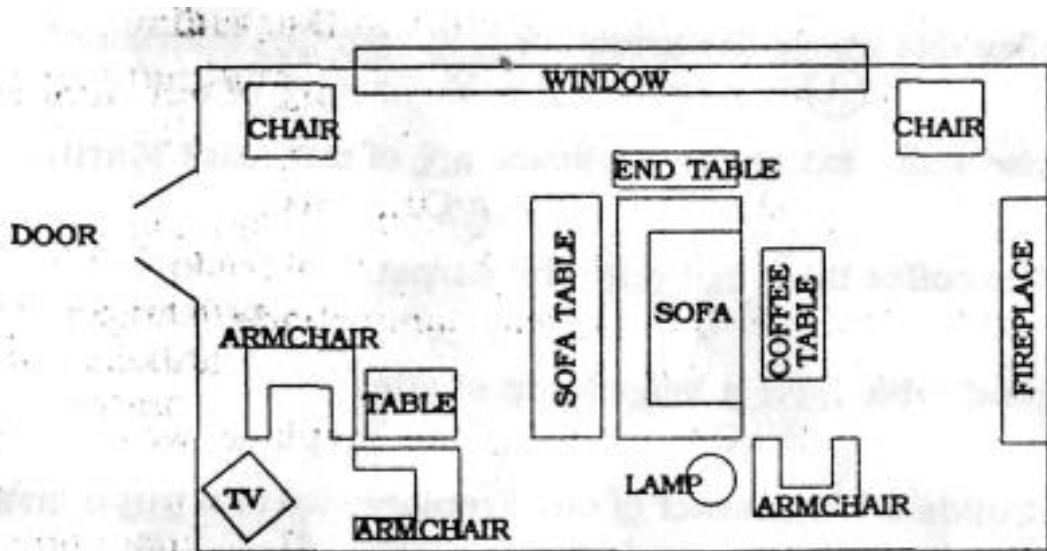 WINDOW
CHAIR
CHAIR
END TABLE
DOOR
SOFA TABLE
SOFA
COFFEE
TABLE
FIREPLACE
ARMCHAIR
TABLE
TV
LAMP
ARMCHAIR
ARMCHAIR